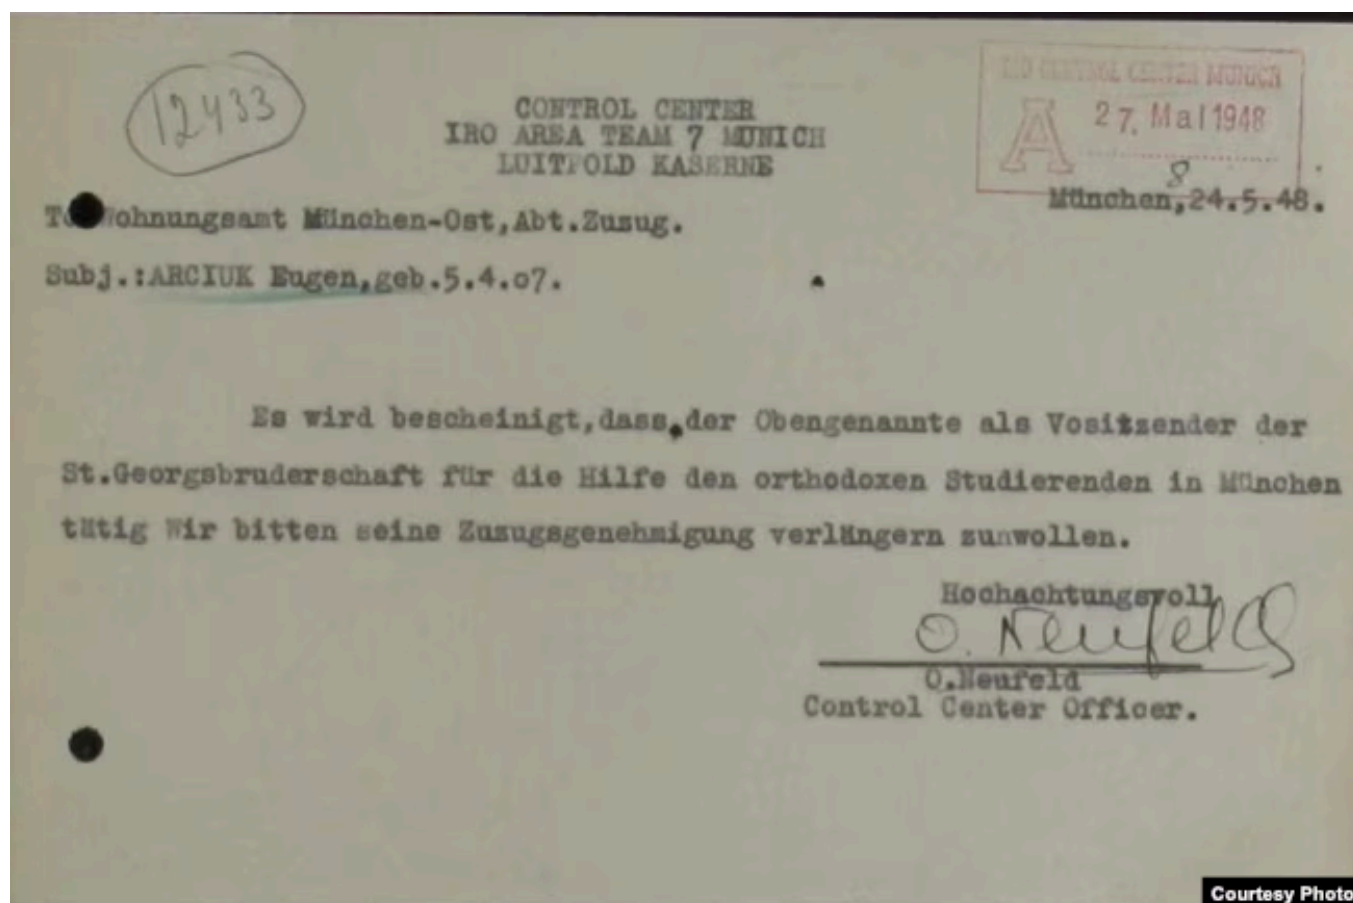 12433
CONTROL CENTER
IRO AREA TEAM 7 MUNICH
LUITPOLD KASERNE
IRO CONTROL CENTER MUNICH
A
27. Mai 1948
8
München, 24.5.48.
To Wohnungsamt München-Ost,Abt.Zuzug.
Subj.:ARCIUK Eugen,geb.5.4.o7.
Es wird bescheinigt,dass der Obengenannte als Vositzender der
St.Georgsbruderschaft für die Hilfe den orthodoxen Studierenden in München
tätig Wir bitten seine Zuzugsgenehmigung verlängern zunwollen.
Hochachtungsvoll
O. Neufeld
O.Neufeld
Control Center Officer.
Courtesy Photo